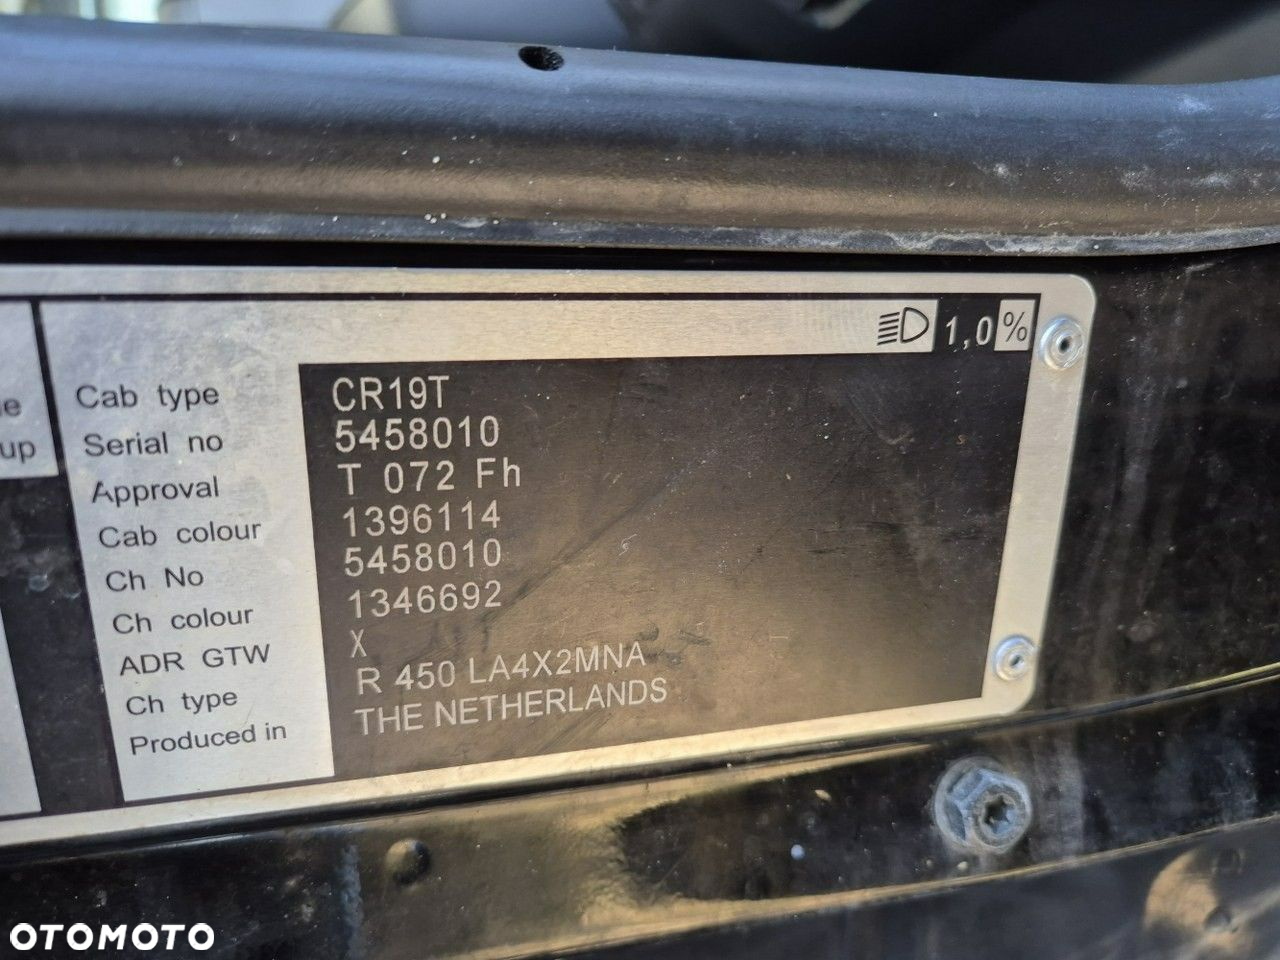 1,0 %
Cab type CR19T
Serial no 5458010
Approval T 072 Fh
Cab colour 1396114
Ch No 5458010
Ch colour 1346692
ADR GTW X
Ch type R 450 LA4X2MNA
Produced in THE NETHERLANDS
up
OTOMOTO